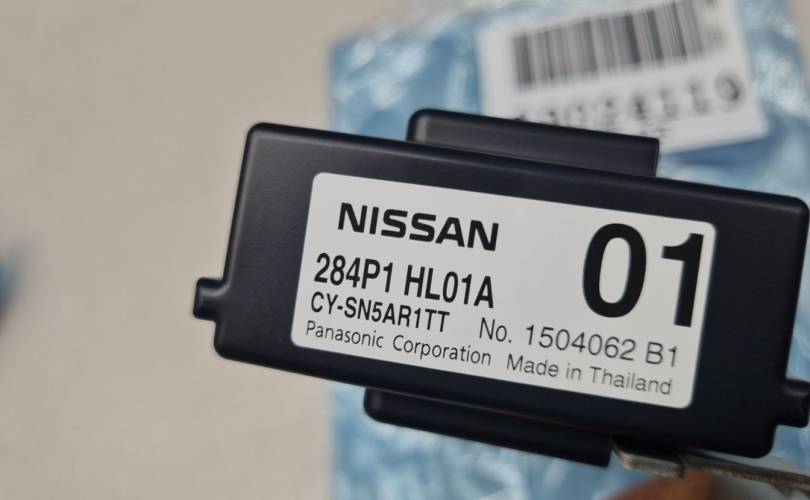 NISSAN
01
284P1 HL01A
CY-SN5AR1TT No. 1504062 B1
Panasonic Corporation Made in Thailand